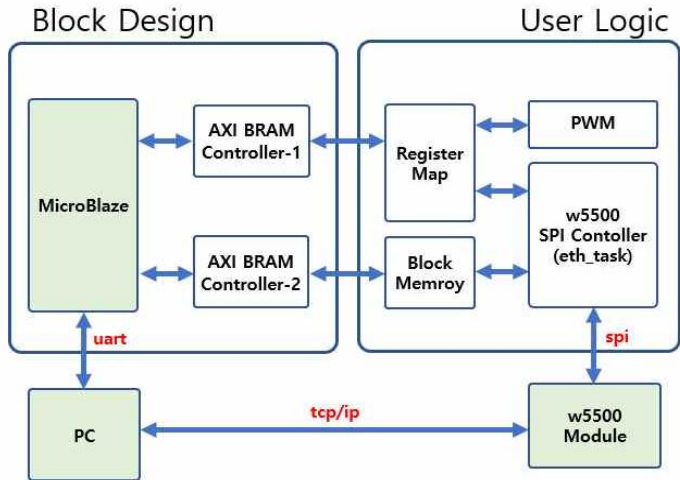 Block Design
User Logic
MicroBlaze
AXI BRAM
Controller-1
AXI BRAM
Controller-2
Register
Map
Block
Memroy
PWM
w5500
SPI Contoller
(eth_task)
uart
spi
PC
tcp/ip
w5500
Module